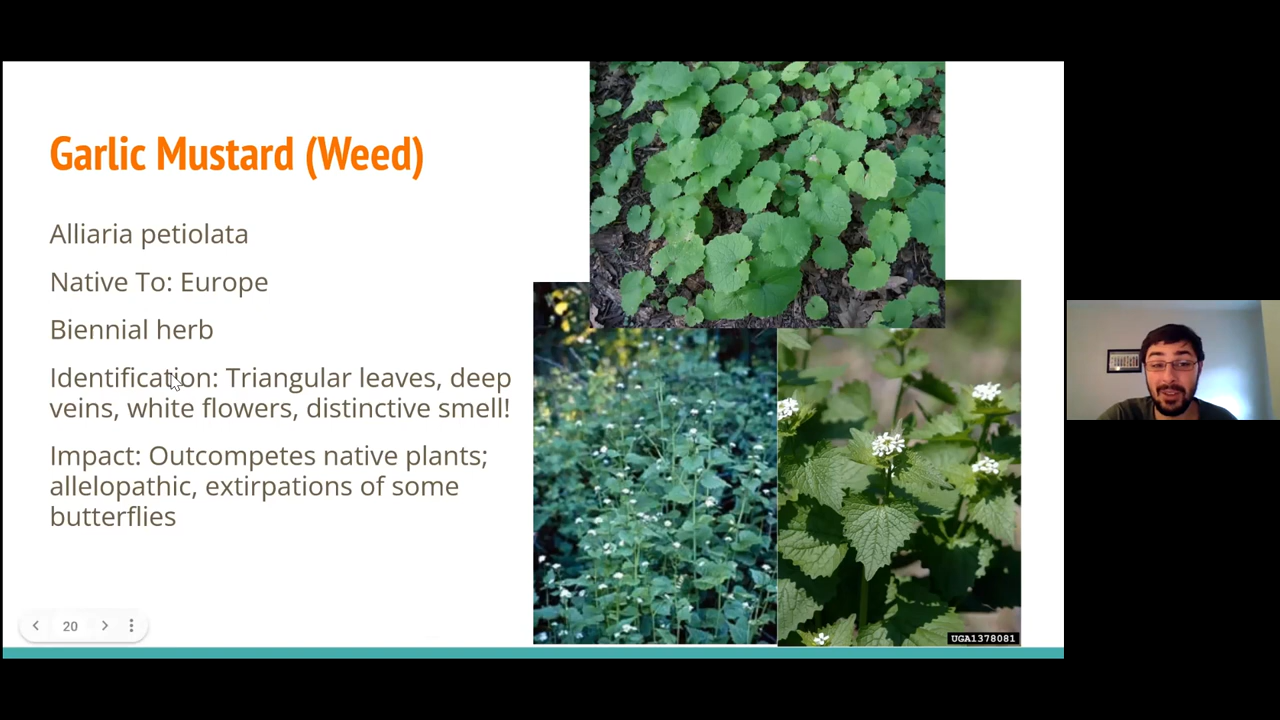 Garlic Mustard (Weed)
Alliaria petiolata
Native To: Europe
Biennial herb
Identification: Triangular leaves, deep
veins, white flowers, distinctive smell!
Impact: Outcompetes native plants;
allelopathic, extirpations of some
butterflies
20
UGA1378081